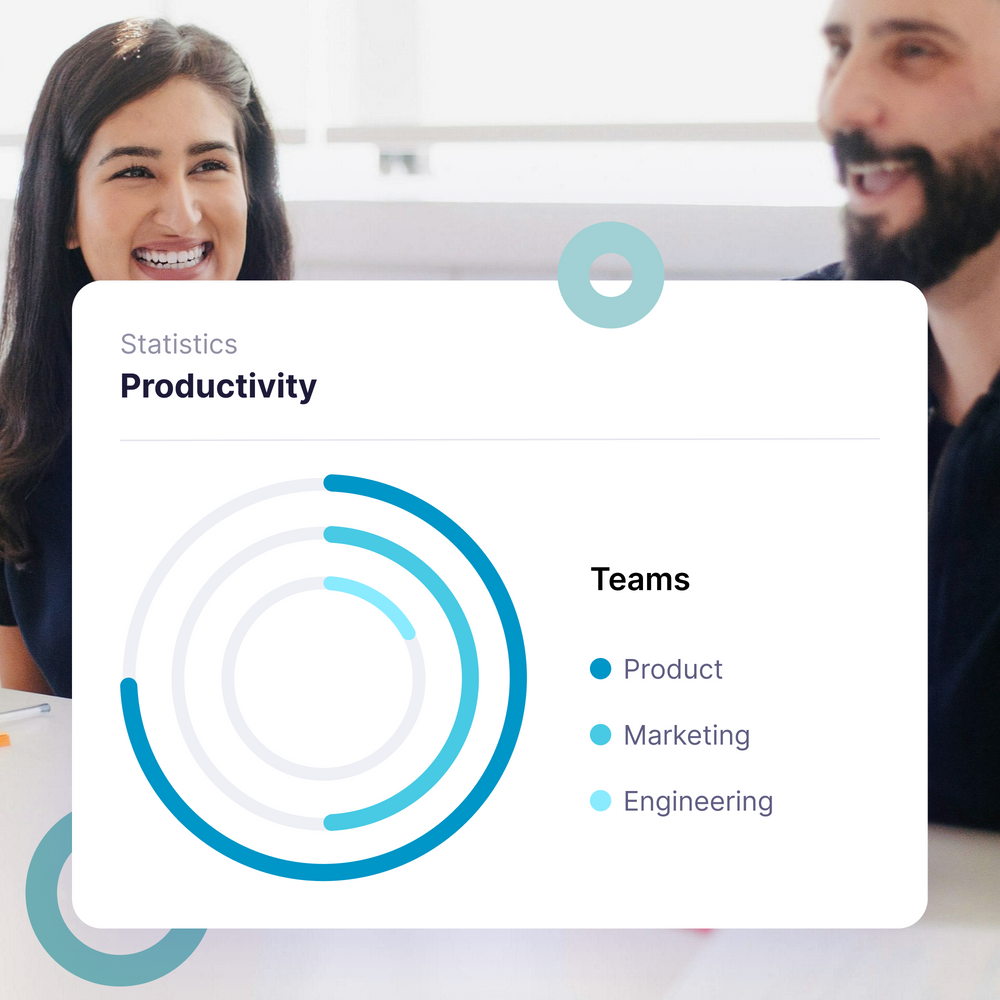 Statistics
Productivity
Teams
Product
Marketing
Engineering